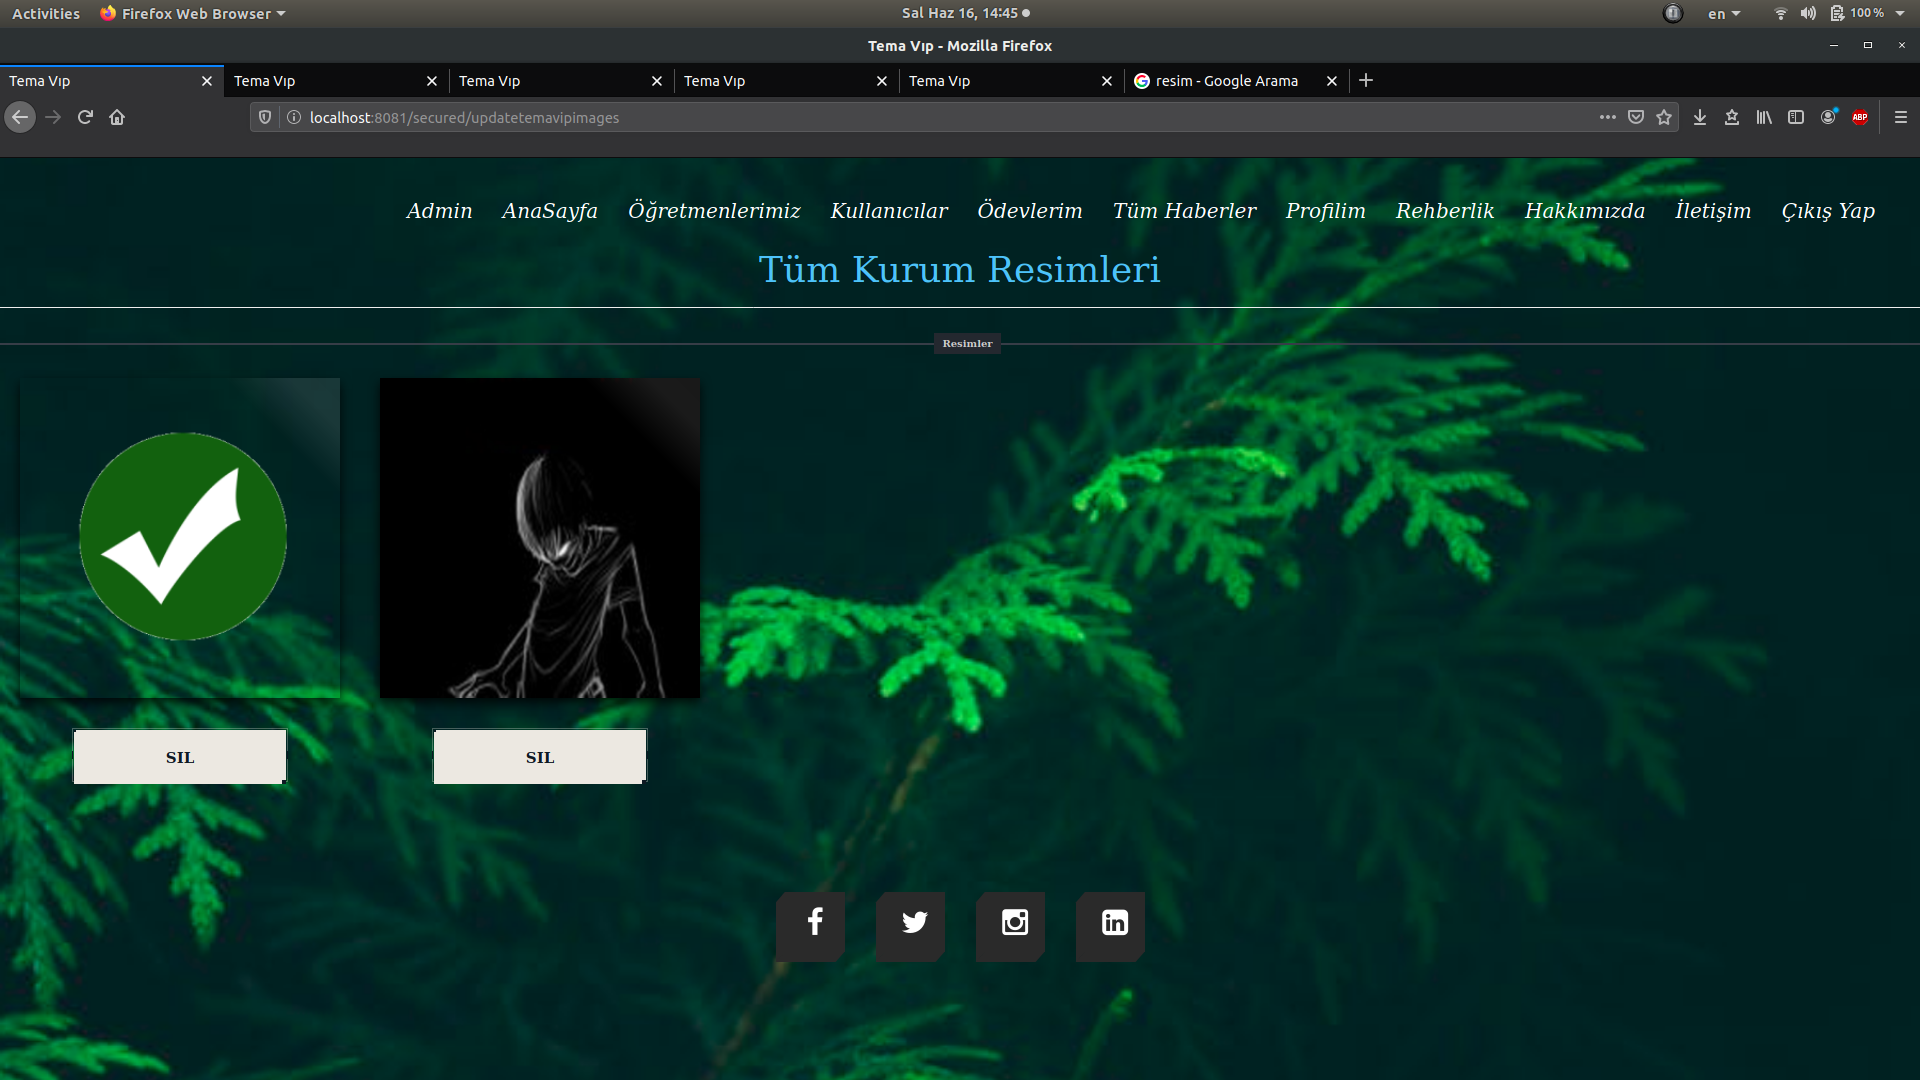 Activities Firefox Web Browser Sal Haz 16, 14:45 en 100 %
Tema Vıp - Mozilla Firefox
Tema Vıp Tema Vıp Tema Vıp Tema Vıp Tema Vıp resim - Google Arama
localhost:8081/secured/updatetemavipimages ABP
Admin AnaSayfa Öğretmenlerimiz Kullanıcılar Ödevlerim Tüm Haberler Profilim Rehberlik Hakkımızda İletişim Çıkış Yap
Tüm Kurum Resimleri
Resimler
SIL SIL